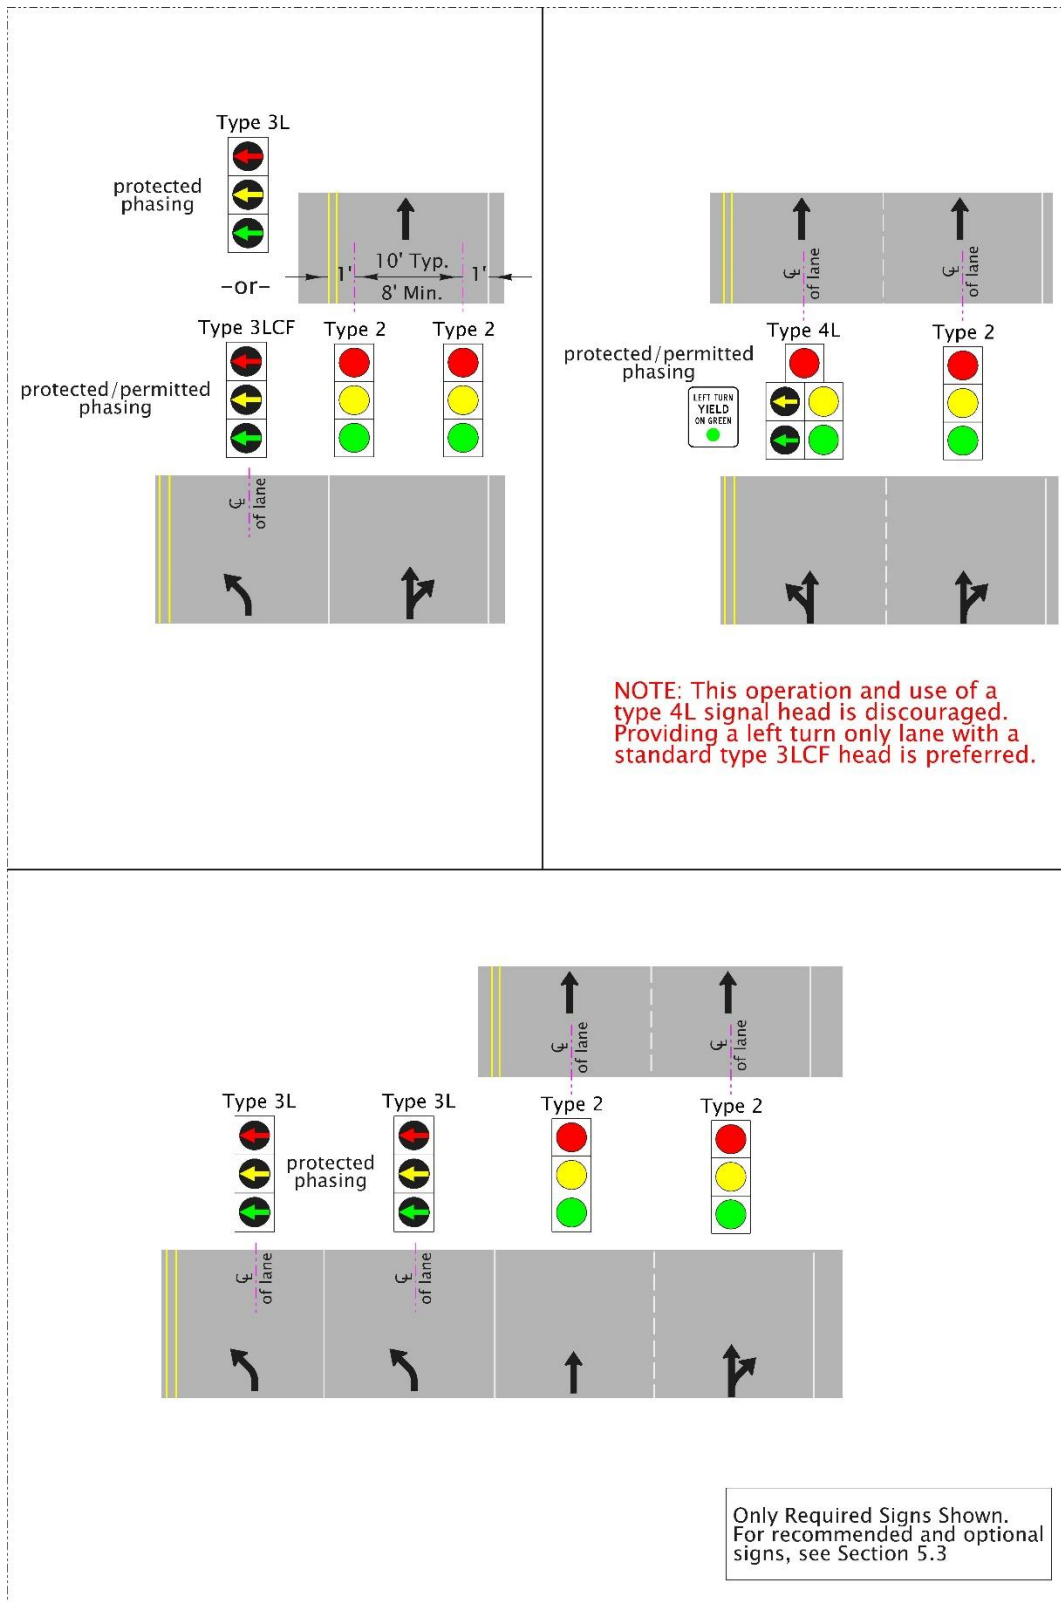 Type 3L
protected
phasing
-or-
1'
10' Typ.
8' Min.
1'
Type 3LCF
Type 2
Type 2
protected/permitted
phasing
℄
of lane
℄
of lane
℄
of lane
Type 4L
Type 2
protected/permitted
phasing
LEFT TURN
YIELD
ON GREEN
NOTE: This operation and use of a
type 4L signal head is discouraged.
Providing a left turn only lane with a
standard type 3LCF head is preferred.
℄
of lane
℄
of lane
Type 3L
Type 3L
Type 2
Type 2
protected
phasing
℄
of lane
℄
of lane
Only Required Signs Shown.
For recommended and optional
signs, see Section 5.3